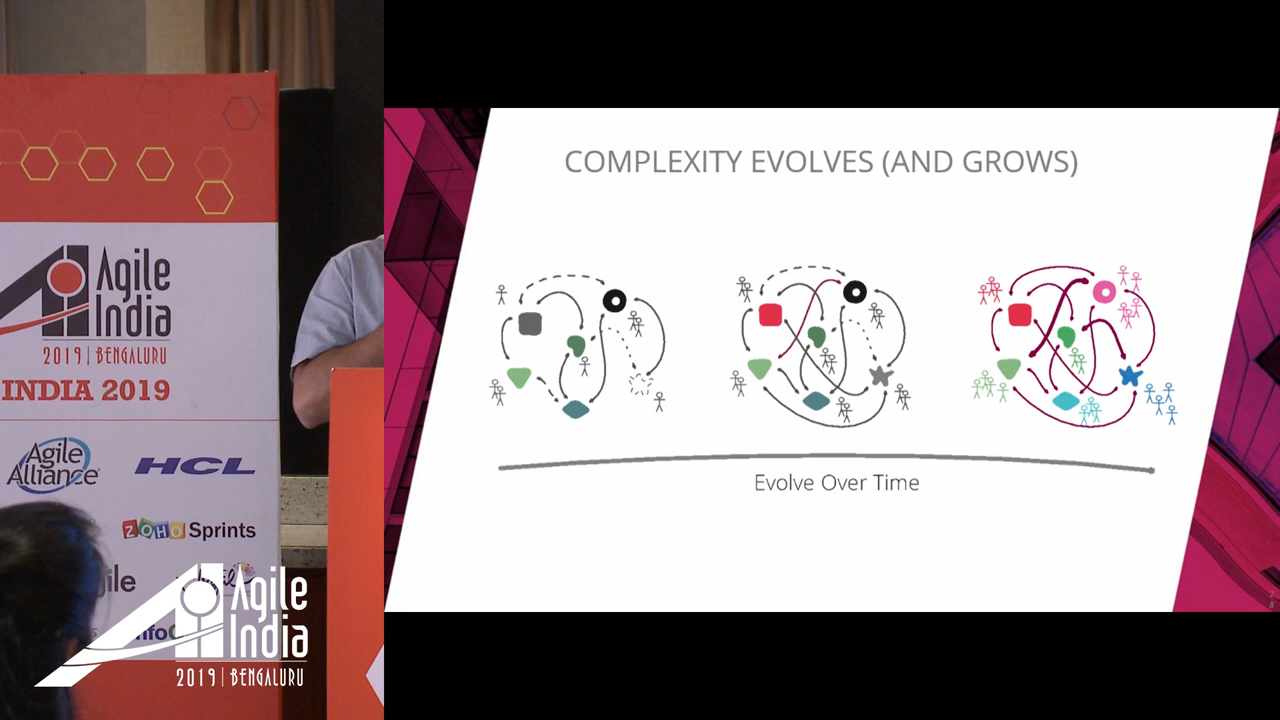 Agile
India
2019 | BENGALURU
INDIA 2019
Agile
Alliance
HCL
ZOHO Sprints
Agile
India
2019 | BENGALURU
COMPLEXITY EVOLVES (AND GROWS)
Evolve Over Time